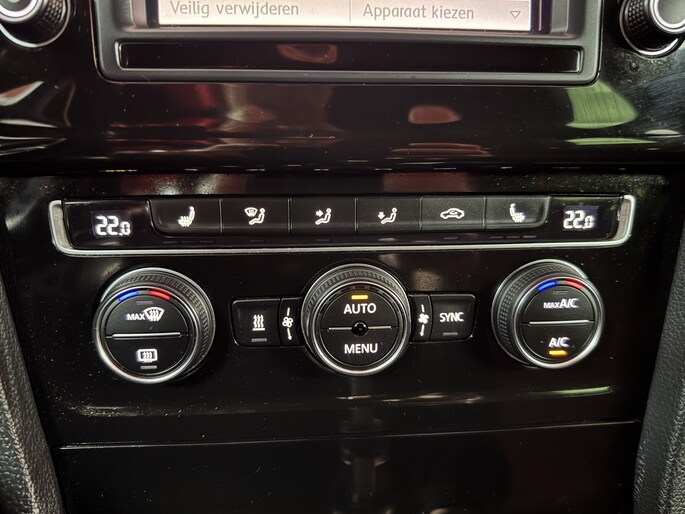 Veilig verwijderen Apparaat kiezen
22.0 22.0
MAX AUTO MAX A/C
SYNC
MENU A/C